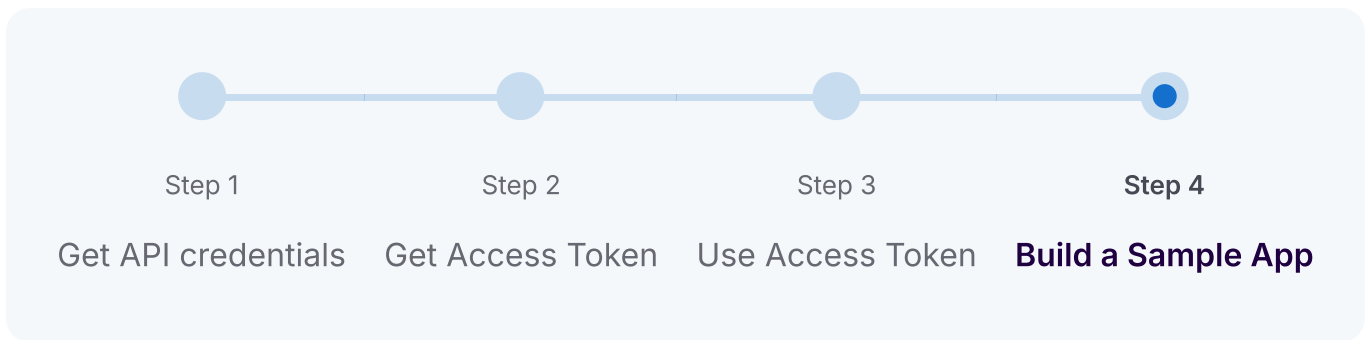 Step 1
Step 2
Step 3
Step 4
Get API credentials
Get Access Token
Use Access Token
Build a Sample App